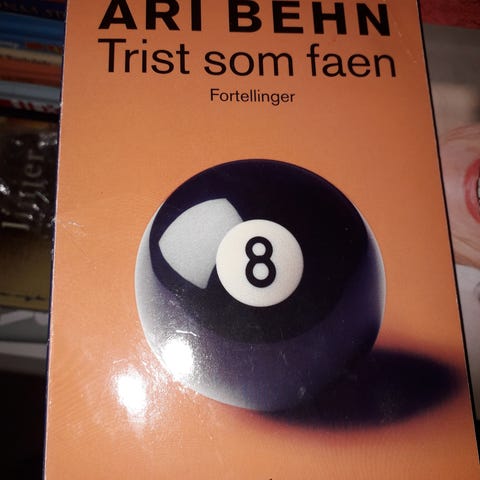 ARI BEHN
Trist som faen
Fortellinger
8